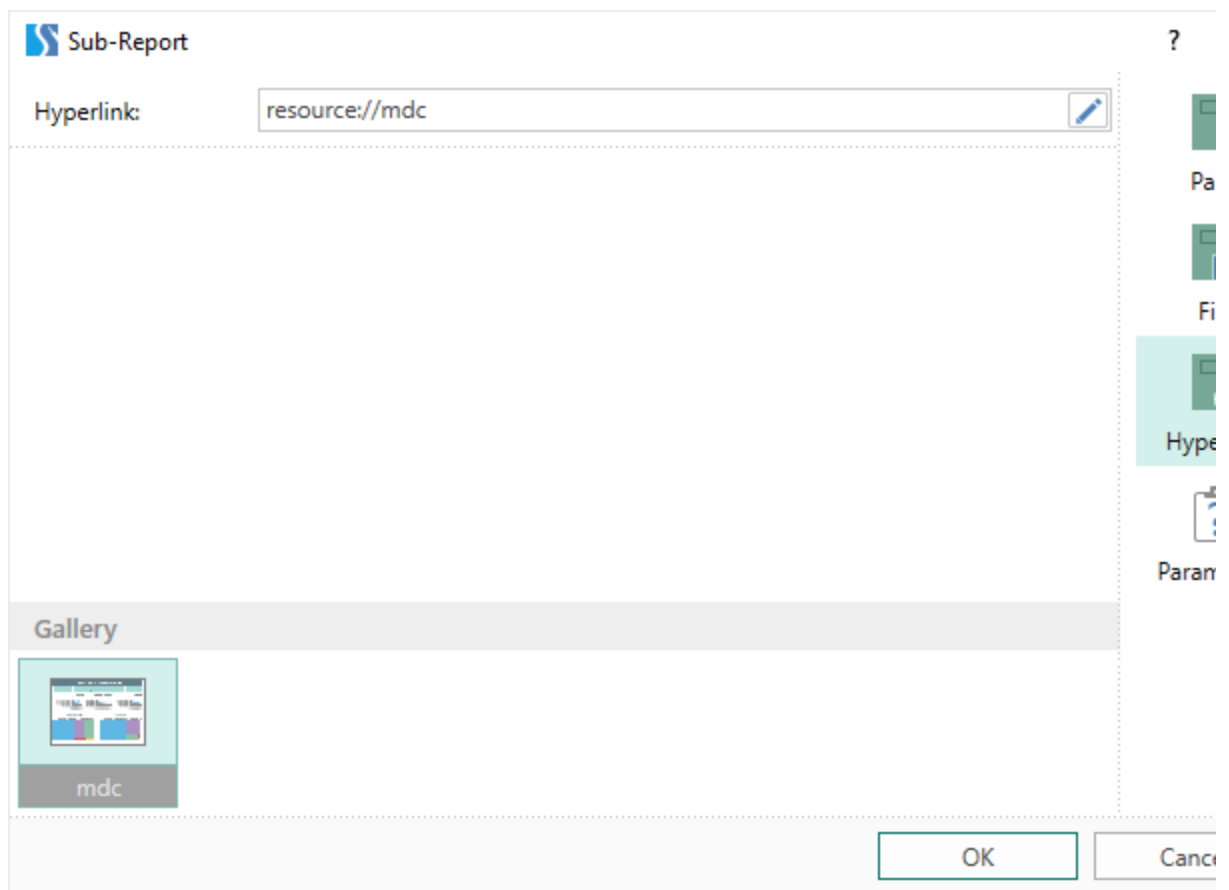 Sub-Report
?
Hyperlink:
resource://mdc
Pa
Fi
Hype
Param
Gallery
mdc
OK
Cance